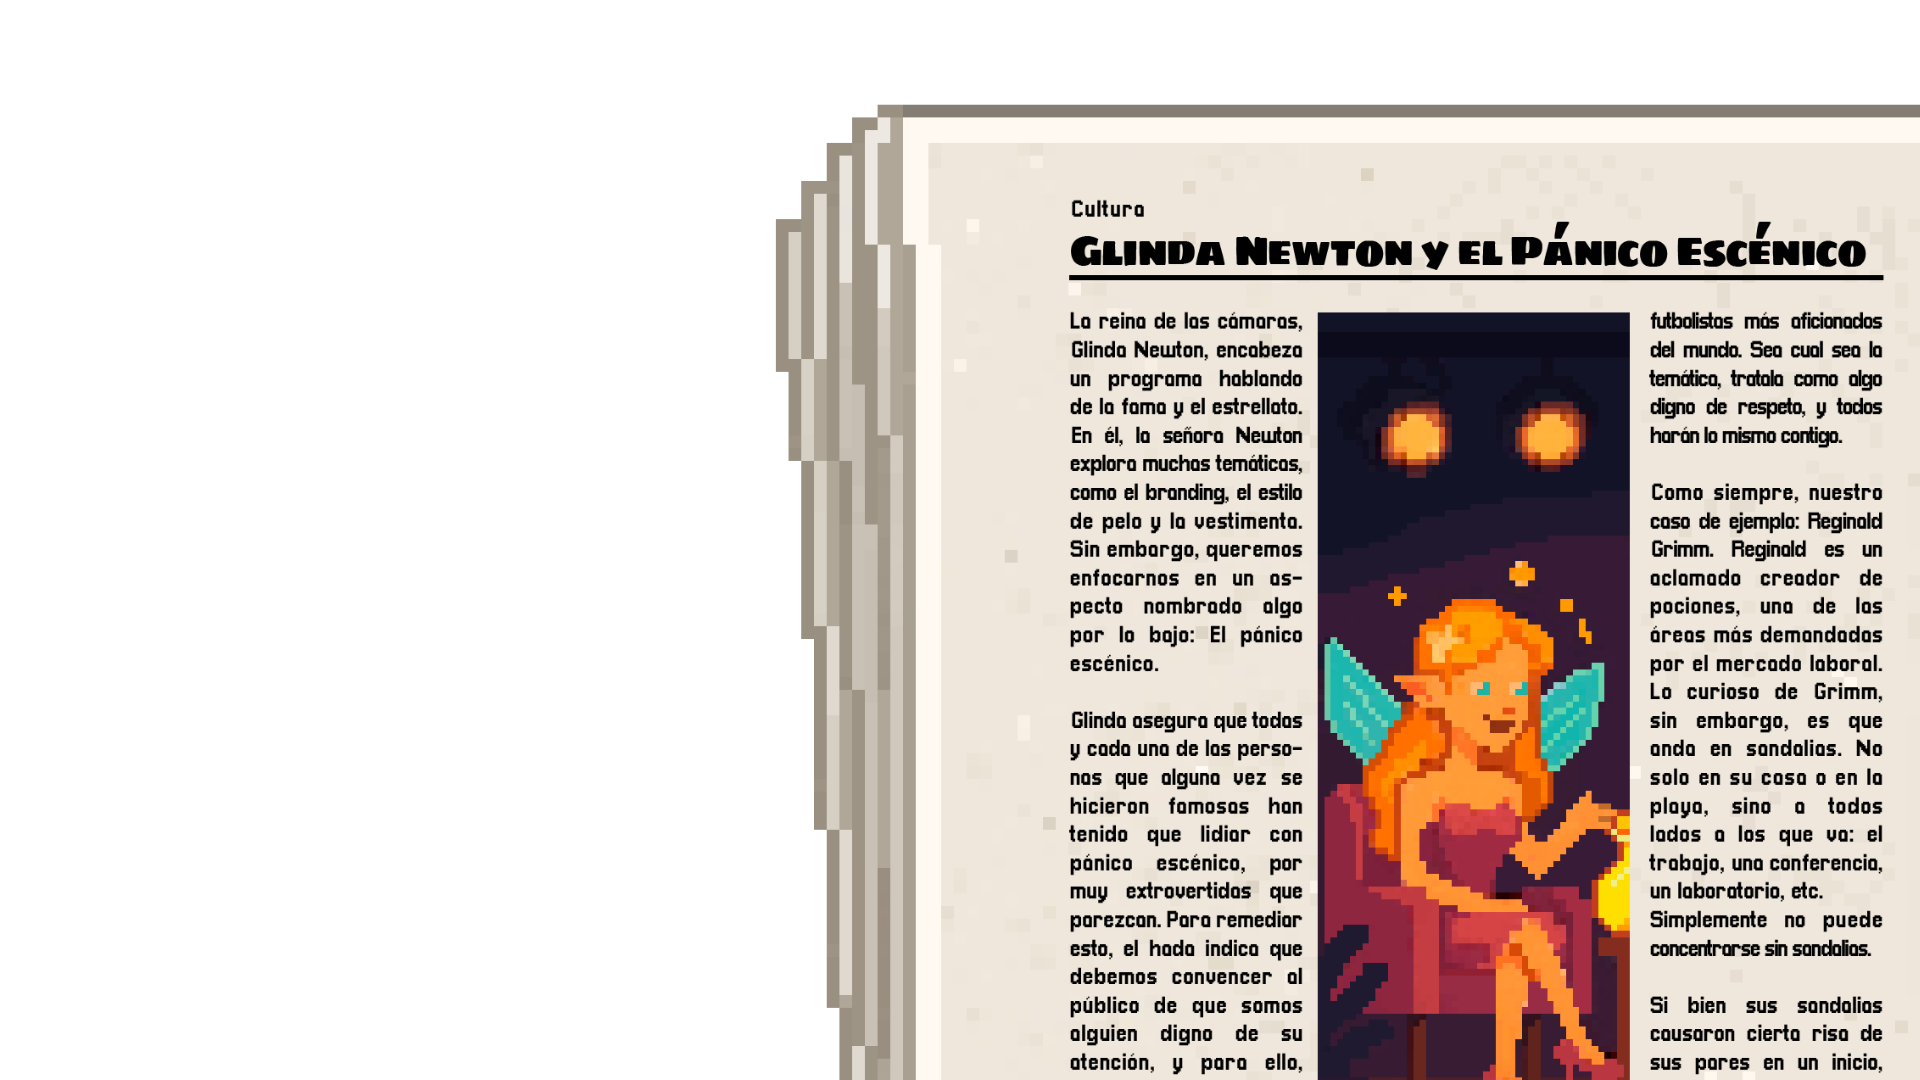 Cultura
Glinda Newton y el Pánico Escénico
La reina de las cámaras,
Glinda Newton, encabeza
un programa hablando
de la fama y el estrellato.
En él, la señora Newton
explora muchas temáticas,
como el branding, el estilo
de pelo y la vestimenta.
Sin embargo, queremos
enfocarnos en un as-
pecto nombrado algo
por lo bajo: El pánico
escénico.
Glinda asegura que todas
y cada una de las perso-
nas que alguna vez se
hicieron famosas han
tenido que lidiar con
pánico escénico, por
muy extrovertidas que
parezcan. Para remediar
esto, el hada indica que
debemos convencer al
público de que somos
alguien digno de su
atención, y para ello,
futbolistas más aficionados
del mundo. Sea cual sea la
temática, tratala como algo
digno de respeto, y todos
harán lo mismo contigo.
Como siempre, nuestro
caso de ejemplo: Reginald
Grimm. Reginald es un
aclamado creador de
pociones, una de las
áreas más demandadas
por el mercado laboral.
Lo curioso de Grimm,
sin embargo, es que
anda en sandalias. No
solo en su casa o en la
playa, sino a todos
lados a los que va: el
trabajo, una conferencia,
un laboratorio, etc.
Simplemente no puede
concentrarse sin sandalias.
Si bien sus sandalias
causaron cierta risa de
sus pares en un inicio,